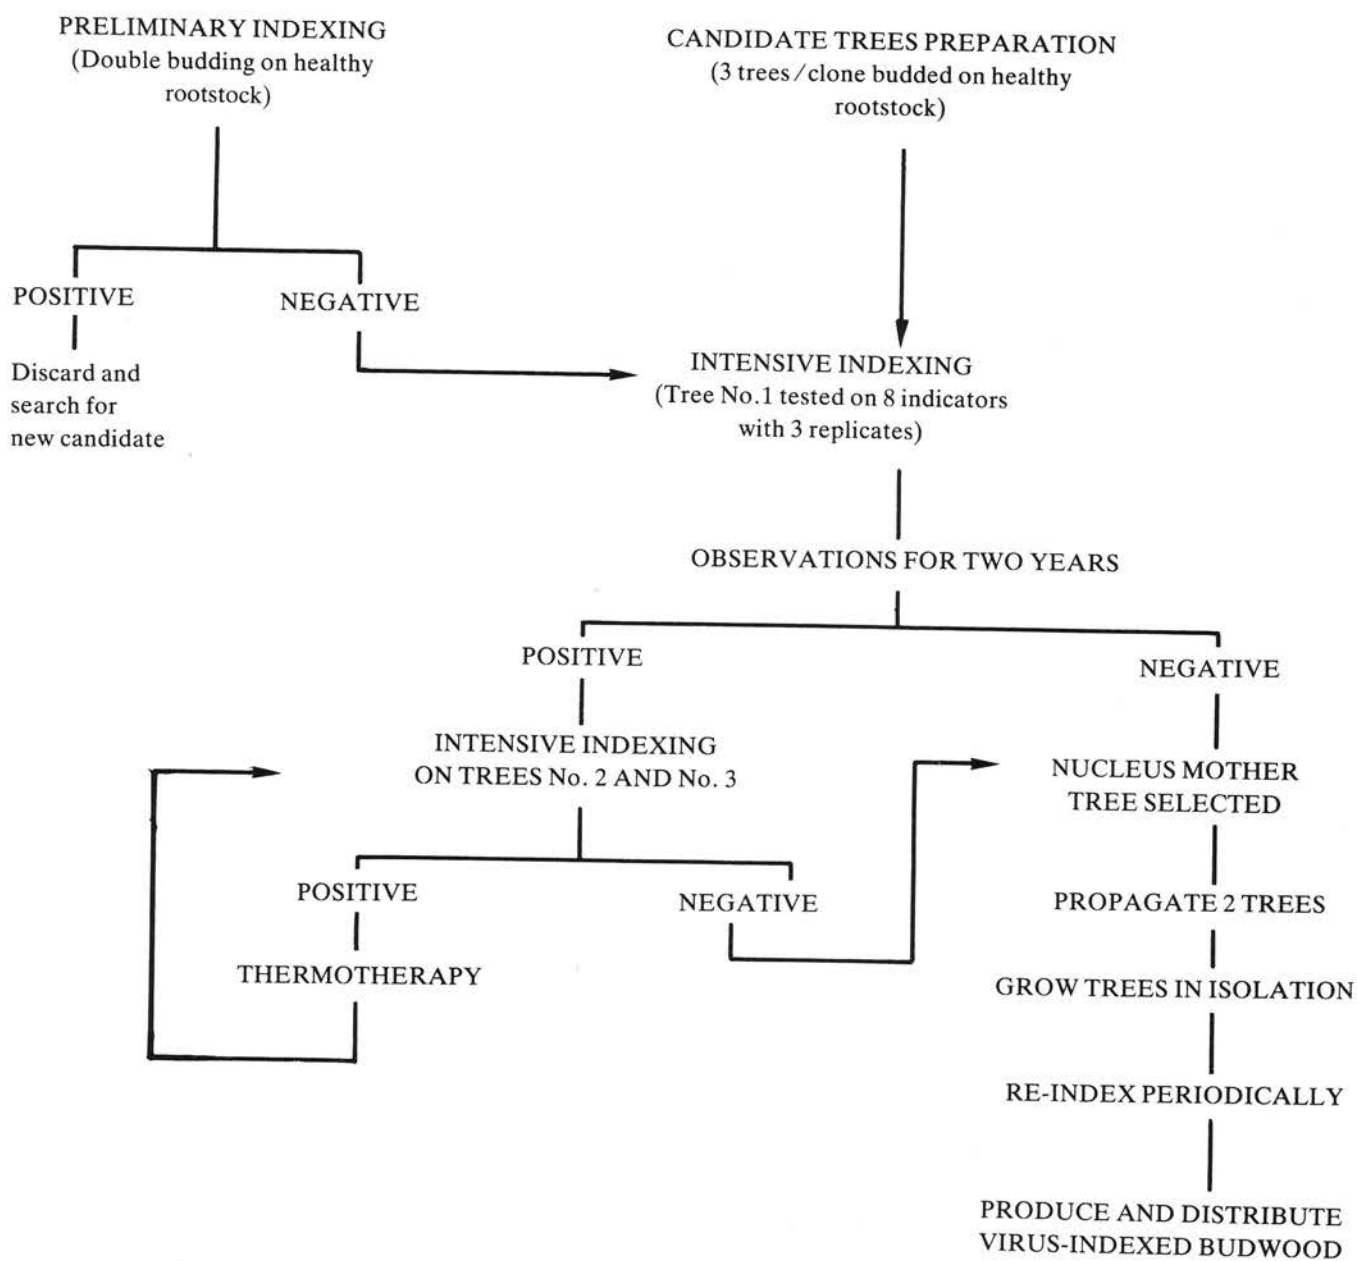 PRELIMINARY INDEXING
(Double budding on healthy
rootstock)
CANDIDATE TREES PREPARATION
(3 trees/clone budded on healthy
rootstock)
POSITIVE
NEGATIVE
Discard and
search for
new candidate
INTENSIVE INDEXING
(Tree No.1 tested on 8 indicators
with 3 replicates)
OBSERVATIONS FOR TWO YEARS
POSITIVE
NEGATIVE
INTENSIVE INDEXING
ON TREES No. 2 AND No. 3
NUCLEUS MOTHER
TREE SELECTED
POSITIVE
NEGATIVE
PROPAGATE 2 TREES
THERMOTHERAPY
GROW TREES IN ISOLATION
RE-INDEX PERIODICALLY
PRODUCE AND DISTRIBUTE
VIRUS-INDEXED BUDWOOD